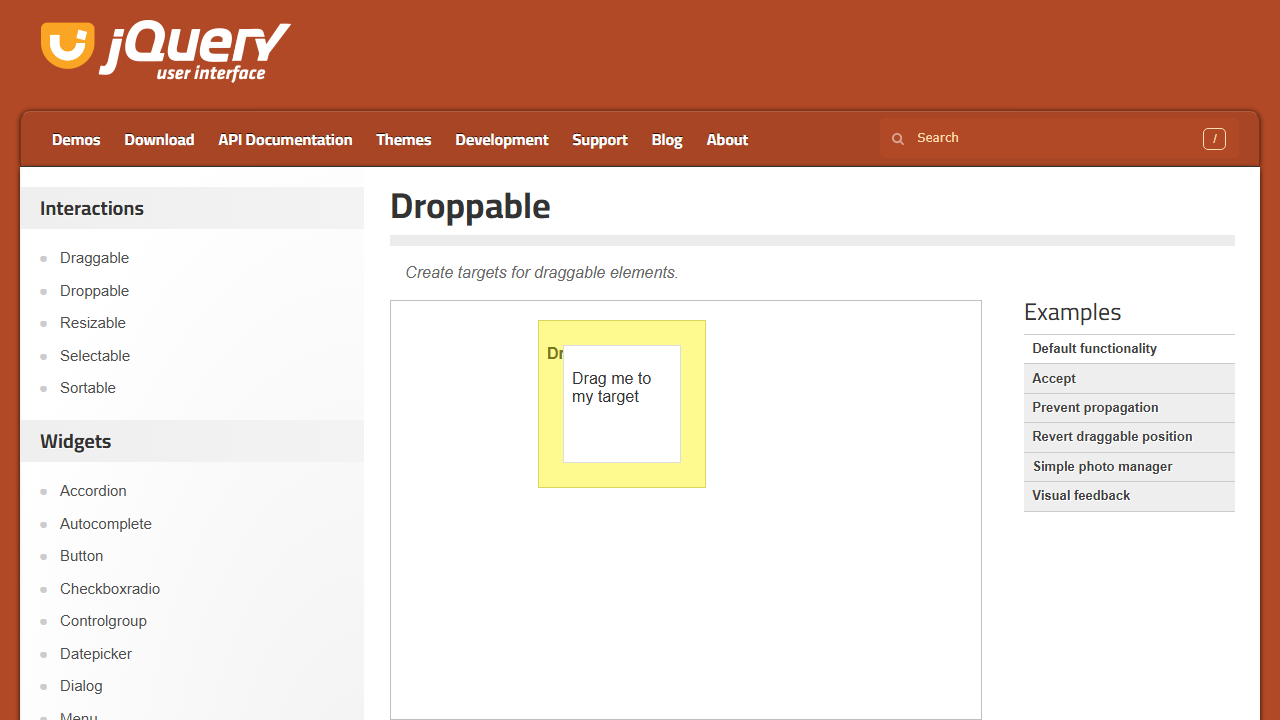 jQuery
user interface
Demos Download API Documentation Themes Development Support Blog About Search /
Interactions
Draggable
Droppable
Resizable
Selectable
Sortable
Widgets
Accordion
Autocomplete
Button
Checkboxradio
Controlgroup
Datepicker
Dialog
Menu
Droppable
Create targets for draggable elements.
Dr
Drag me to
my target
Examples
Default functionality
Accept
Prevent propagation
Revert draggable position
Simple photo manager
Visual feedback